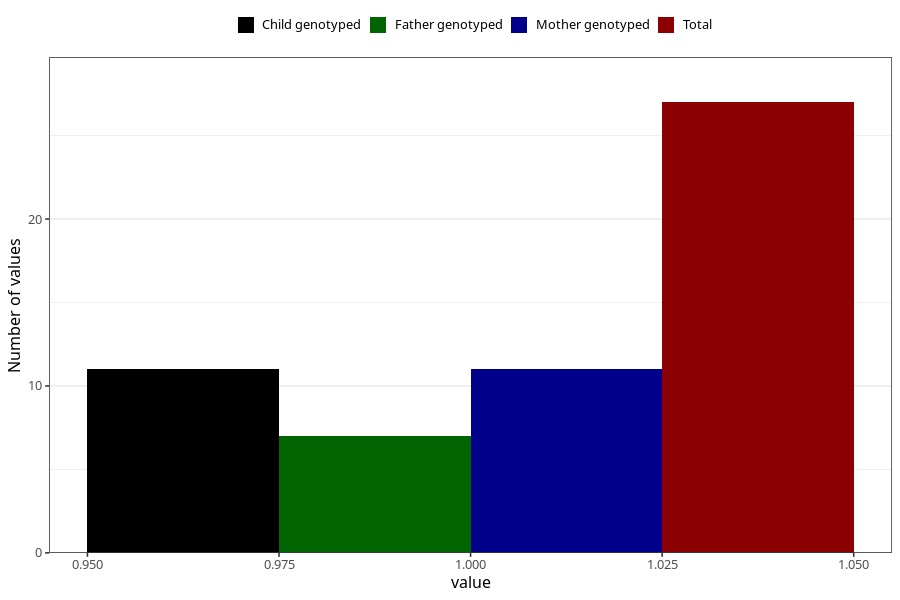 Child genotyped Father genotyped Mother genotyped Total
Number of values
20
10
0
0.950 0.975 1.000 1.025 1.050
value